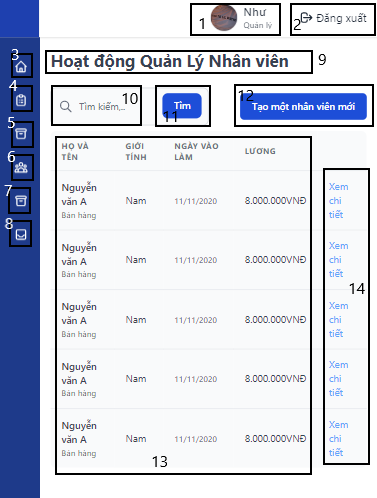 1
Như
Quản lý
2
Đăng xuất
3
4
5
6
7
8
Hoạt động Quản Lý Nhân viên
9
Tìm kiếm,..
10
Tìm
11
12
Tạo một nhân viên mới
HỌ VÀ TÊN GIỚI TÍNH NGÀY VÀO LÀM LƯƠNG
Nguyễn văn A
Bán hàng
Nam
11/11/2020
8.000.000VNĐ
Xem chi tiết
Nguyễn văn A
Bán hàng
Nam
11/11/2020
8.000.000VNĐ
Xem chi tiết
Nguyễn văn A
Bán hàng
Nam
11/11/2020
8.000.000VNĐ
Xem chi tiết
14
Nguyễn văn A
Bán hàng
Nam
11/11/2020
8.000.000VNĐ
Xem chi tiết
Nguyễn văn A
Bán hàng
Nam
11/11/2020
8.000.000VNĐ
Xem chi tiết
13